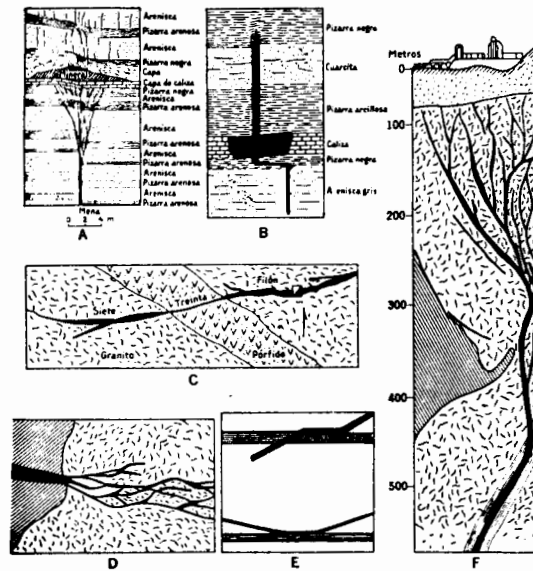 Arenisca
Pizarra arenosa
Arenisca
Pizarra negra
Capa
Capa de caliza
Pizarra negra
Arenisca
Pizarra arenosa
Arenisca
Pizarra arenosa
Arenisca
Pizarra arenosa
Arenisca
Pizarra arenosa
Arenisca
Pizarra arenosa
Mena
0 2 4 m
A
Pizarra negra
Cuarcita
Pizarra arcillosa
Caliza
Pizarra negra
Arenisca gris
B
Siete
Treinta
Filón
Granito
Pórfido
C
D
E
Metros
0
100
200
300
400
500
F